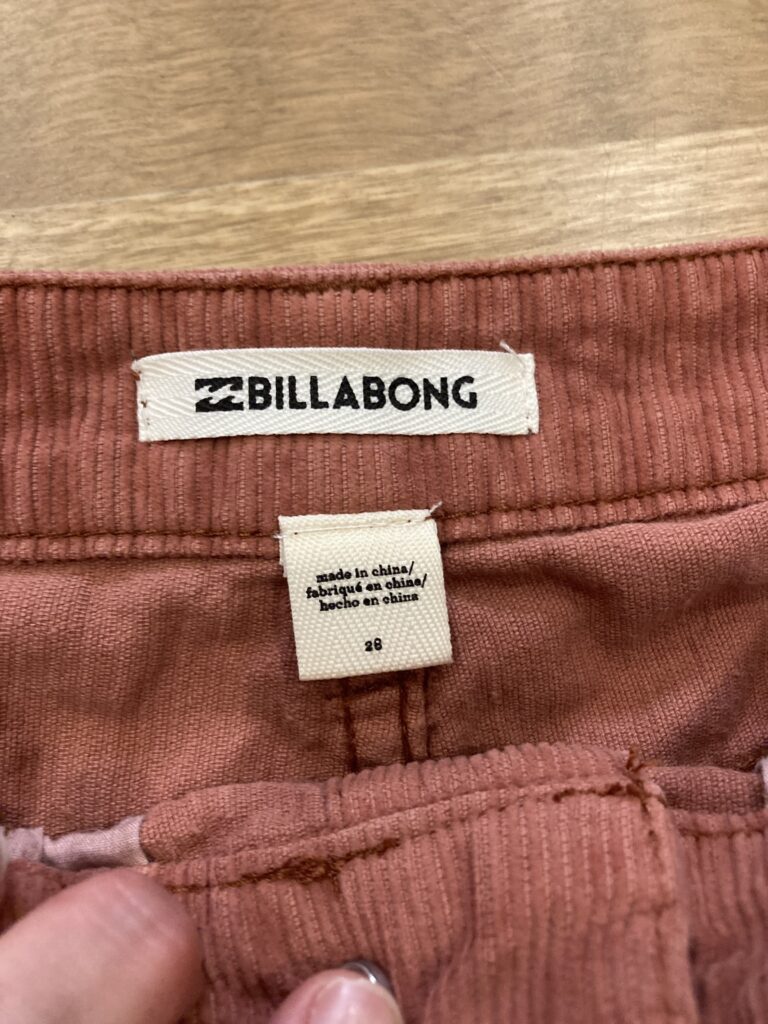 BILLABONG
made in china/
fabriqué en chine/
hecho en china
28